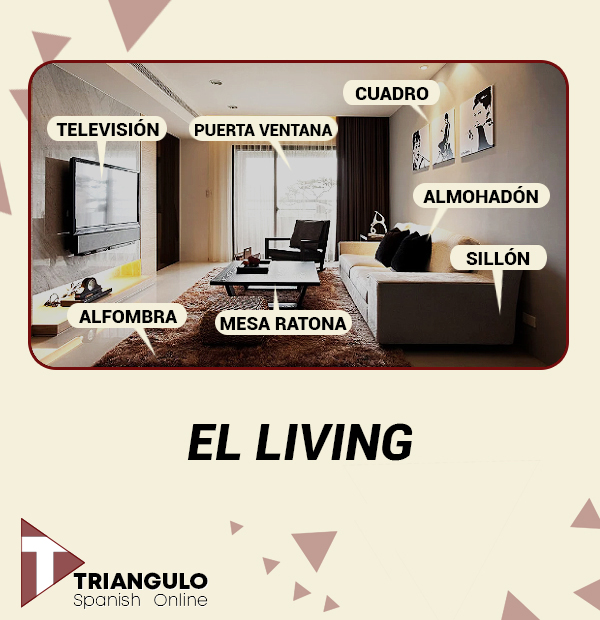 CUADRO
TELEVISIÓN
PUERTA VENTANA
ALMOHADÓN
SILLÓN
ALFOMBRA
MESA RATONA
EL LIVING
T
TRIANGULO
Spanish Online